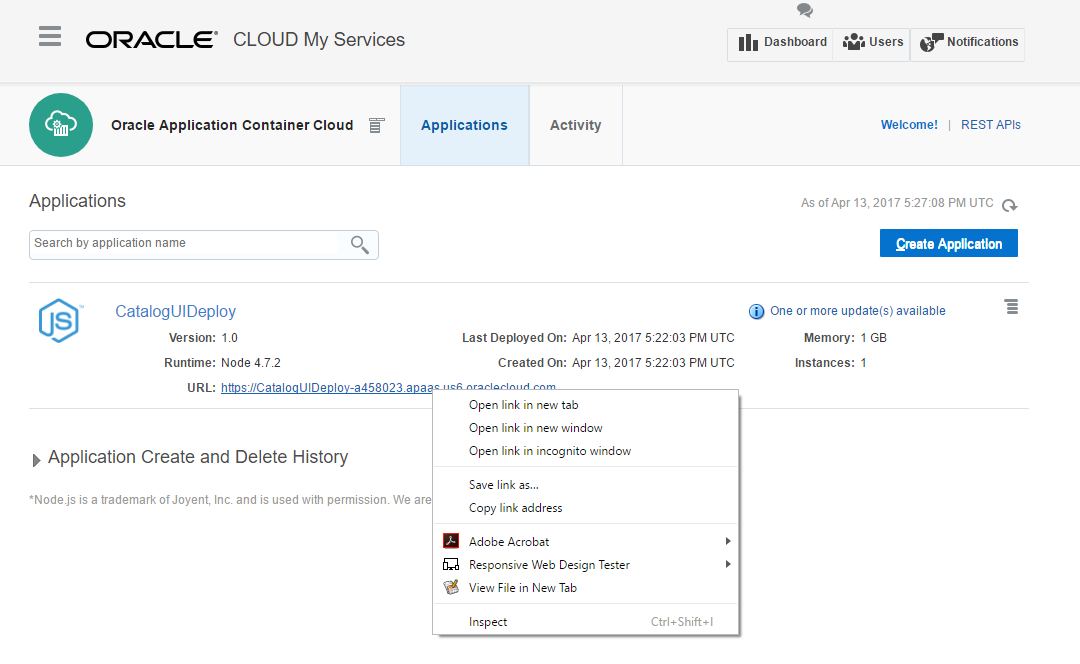 ORACLE® CLOUD My Services
Dashboard Users Notifications
Oracle Application Container Cloud Applications Activity Welcome! | REST APIs
Applications
As of Apr 13, 2017 5:27:08 PM UTC
Search by application name
Create Application
JS™
CatalogUIDeploy
One or more update(s) available
Version: 1.0 Last Deployed On: Apr 13, 2017 5:22:03 PM UTC Memory: 1 GB
Runtime: Node 4.7.2 Created On: Apr 13, 2017 5:22:03 PM UTC Instances: 1
URL: https://CatalogUIDeploy-a458023.apaas.us6.oraclecloud.com
Open link in new tab
Open link in new window
Open link in incognito window
Save link as...
Copy link address
Adobe Acrobat
Responsive Web Design Tester
View File in New Tab
Inspect Ctrl+Shift+I
Application Create and Delete History
*Node.js is a trademark of Joyent, Inc. and is used with permission. We are